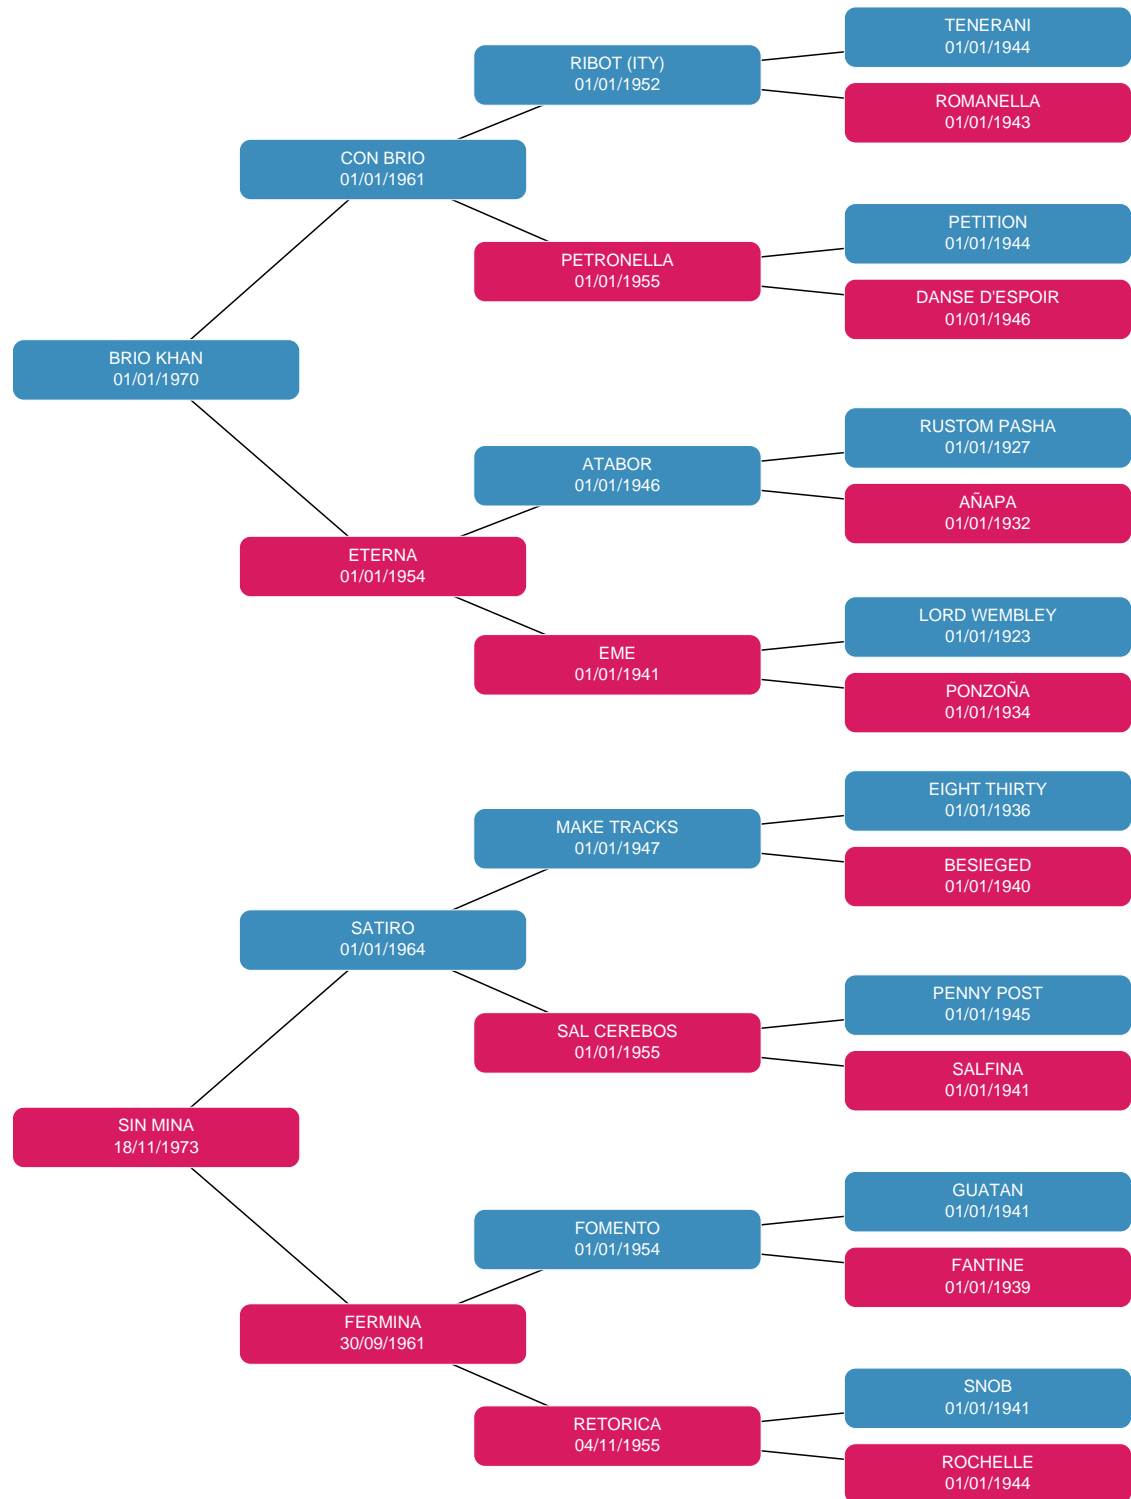 TENERANI
01/01/1944
RIBOT (ITY)
01/01/1952
ROMANELLA
01/01/1943
CON BRIO
01/01/1961
PETITION
01/01/1944
PETRONELLA
01/01/1955
DANSE D'ESPOIR
01/01/1946
BRIO KHAN
01/01/1970
RUSTOM PASHA
01/01/1927
ATABOR
01/01/1946
AÑAPA
01/01/1932
ETERNA
01/01/1954
LORD WEMBLEY
01/01/1923
EME
01/01/1941
PONZOÑA
01/01/1934
EIGHT THIRTY
01/01/1936
MAKE TRACKS
01/01/1947
BESIEGED
01/01/1940
SATIRO
01/01/1964
PENNY POST
01/01/1945
SAL CEREBOS
01/01/1955
SALFINA
01/01/1941
SIN MINA
18/11/1973
GUATAN
01/01/1941
FOMENTO
01/01/1954
FANTINE
01/01/1939
FERMINA
30/09/1961
SNOB
01/01/1941
RETORICA
04/11/1955
ROCHELLE
01/01/1944